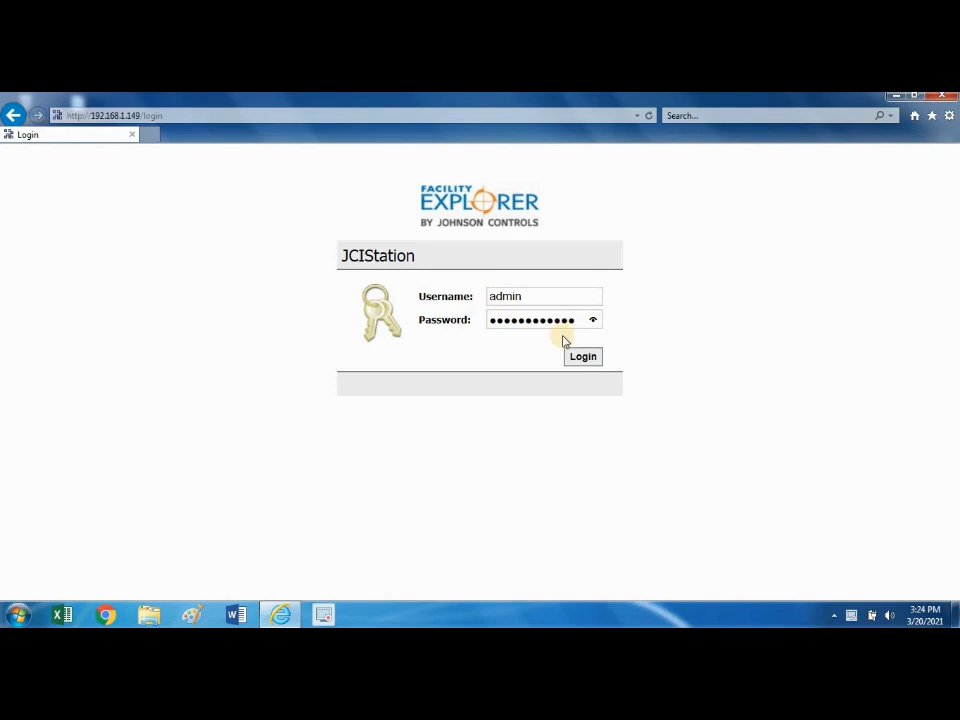 http://192.168.1.149/login
Search...
Login
FACILITY
EXPLORER
BY JOHNSON CONTROLS
JCIStation
Username: admin
Password: ●●●●●●●●●●●●
Login
3:24 PM
3/20/2021